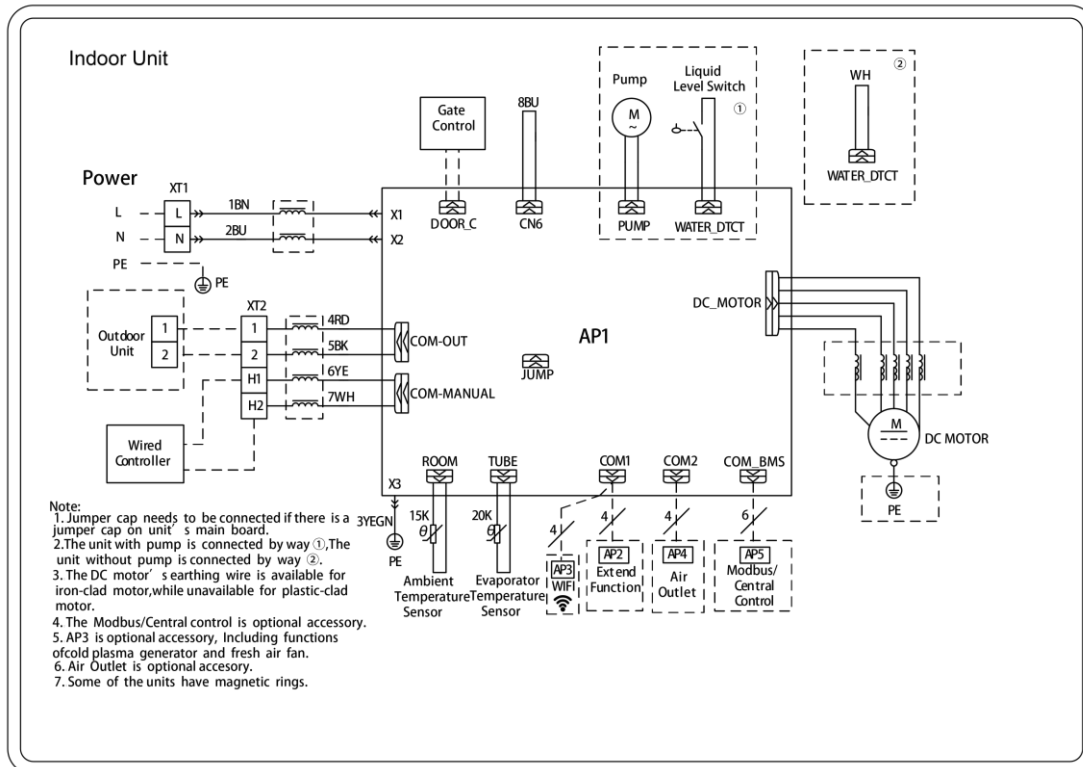 Indoor Unit
Power
XT1
L
L
1BN
X1
N
N
2BU
X2
PE
PE
Gate
Control
DOOR_C
8BU
CN6
Pump
M
~
PUMP
Liquid
Level Switch
①
WATER_DTCT
②
WH
WATER_DTCT
Outdoor
Unit
1
2
XT2
1
4RD
2
5BK
COM-OUT
H1
6YE
H2
7WH
COM-MANUAL
Wired
Controller
AP1
JUMP
DC_MOTOR
M
DC MOTOR
PE
X3
3YEGN
PE
ROOM
15K
θ
Ambient
Temperature
Sensor
TUBE
20K
θ
Evaporator
Temperature
Sensor
COM1
4
AP3
WIFI
4
AP2
Extend
Function
COM2
4
AP4
Air
Outlet
COM_BMS
6
AP5
Modbus/
Central
Control
Note:
1. Jumper cap needs to be connected if there is a
jumper cap on unit′ s main board.
2.The unit with pump is connected by way ①,The
unit without pump is connected by way ②.
3. The DC motor′ s earthing wire is available for
iron-clad motor,while unavailable for plastic-clad
motor.
4. The Modbus/Central control is optional accessory.
5. AP3 is optional accessory, Including functions
ofcold plasma generator and fresh air fan.
6. Air Outlet is optional accesory.
7. Some of the units have magnetic rings.